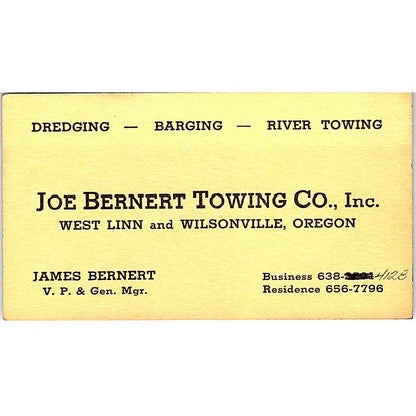 DREDGING — BARGING — RIVER TOWING
JOE BERNERT TOWING CO., Inc.
WEST LINN and WILSONVILLE, OREGON
JAMES BERNERT
V. P. & Gen. Mgr.
Business 638-4128
Residence 656-7796